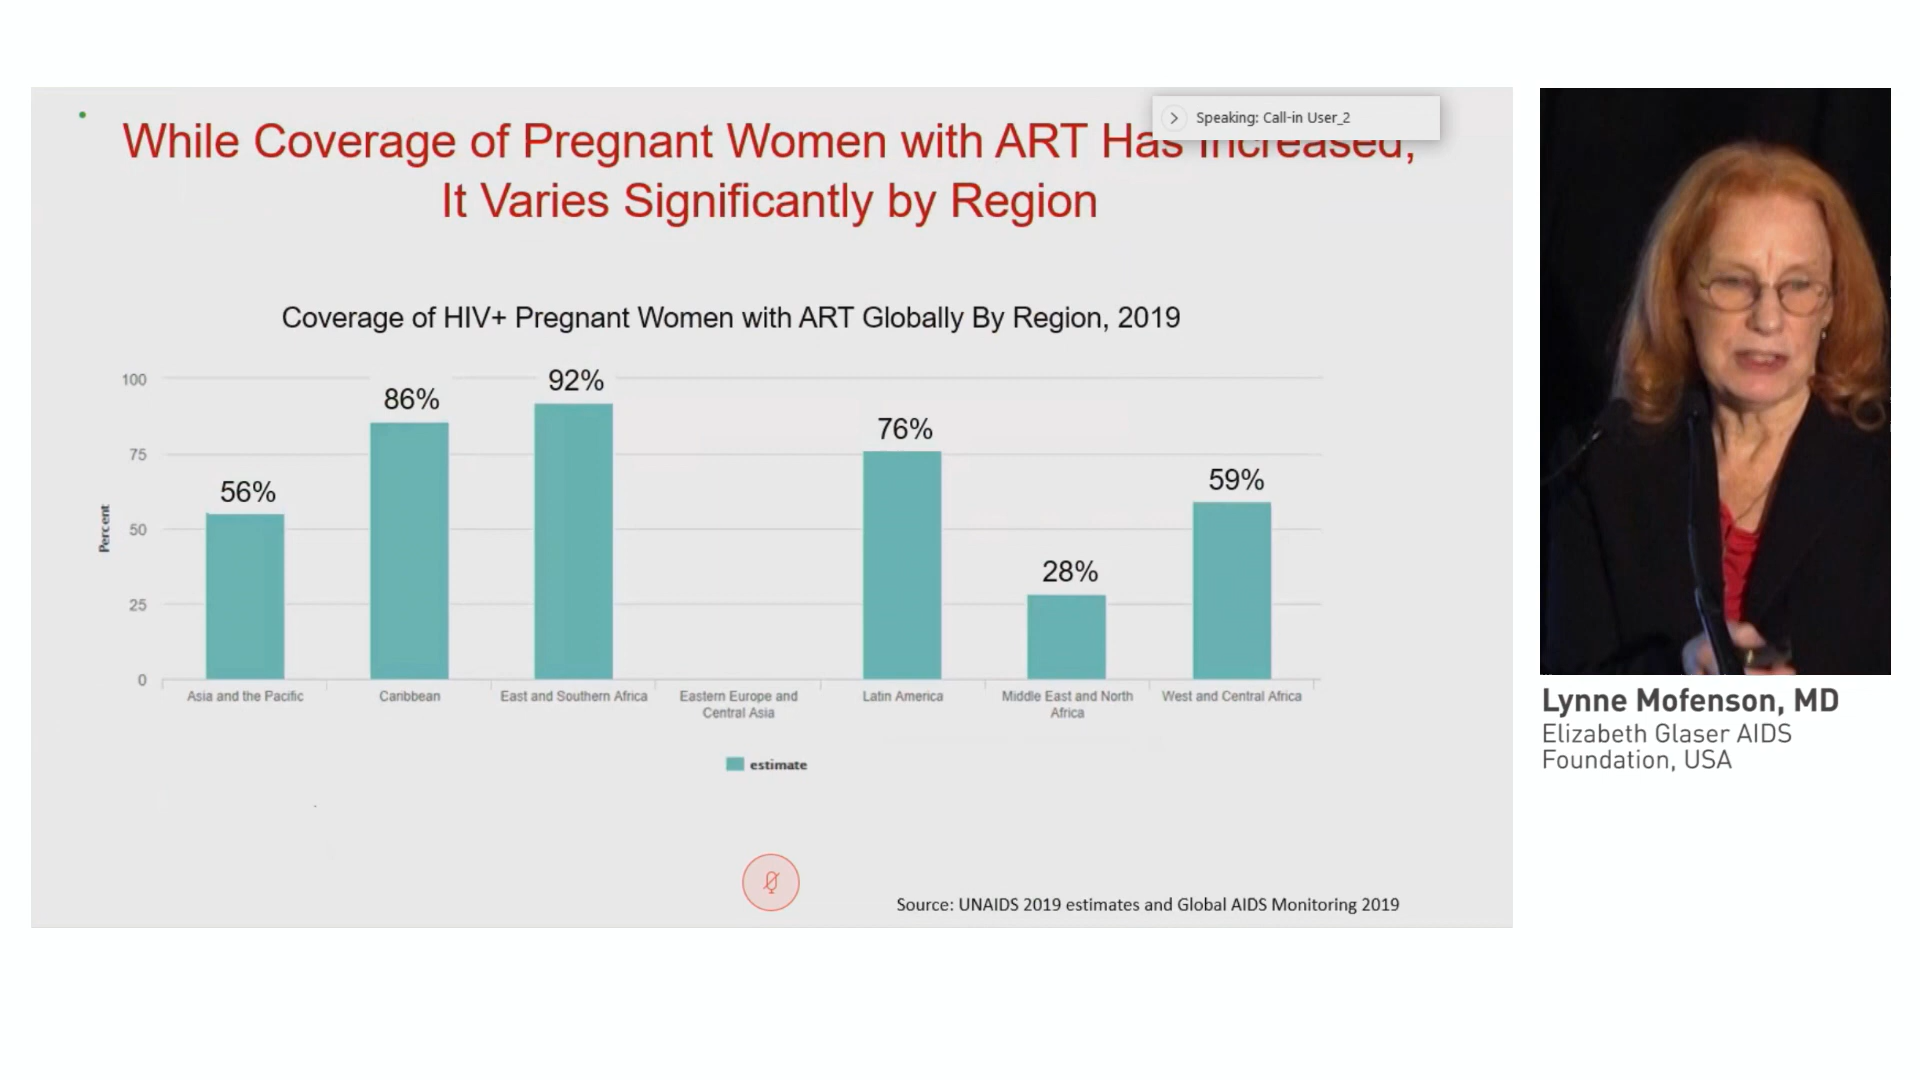 Speaking: Call-in User_2
While Coverage of Pregnant Women with ART Has Increased,
It Varies Significantly by Region
Coverage of HIV+ Pregnant Women with ART Globally By Region, 2019
Percent
100
75
50
25
0
56%
86%
92%
76%
28%
59%
Asia and the Pacific
Caribbean
East and Southern Africa
Eastern Europe and
Central Asia
Latin America
Middle East and North
Africa
West and Central Africa
estimate
Source: UNAIDS 2019 estimates and Global AIDS Monitoring 2019
Lynne Mofenson, MD
Elizabeth Glaser AIDS
Foundation, USA